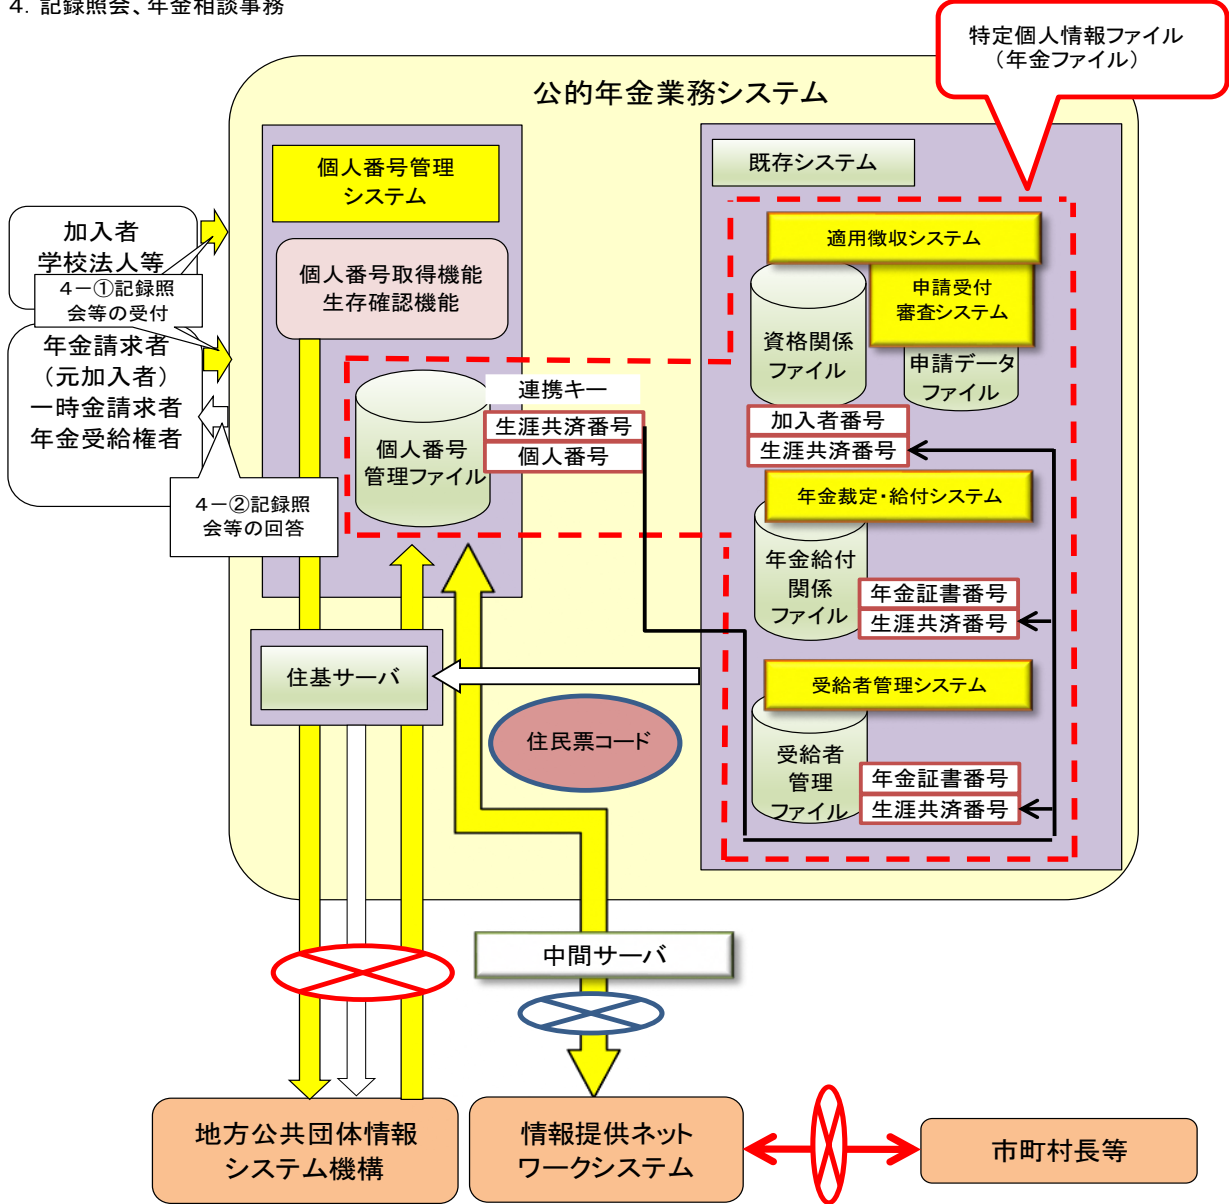 ４．記録照会、年金相談事務
特定個人情報ファイル
（年金ファイル）
公的年金業務システム
個人番号管理
システム
個人番号取得機能
生存確認機能
既存システム
加入者
学校法人等
４－①記録照
会等の受付
年金請求者
（元加入者）
一時金請求者
年金受給権者
４－②記録照
会等の回答
個人番号
管理ファイル
連携キー
生涯共済番号
個人番号
適用徴収システム
申請受付
審査システム
資格関係
ファイル
申請データ
ファイル
加入者番号
生涯共済番号
年金裁定・給付システム
年金給付
関係
ファイル
年金証書番号
生涯共済番号
受給者管理システム
受給者
管理
ファイル
年金証書番号
生涯共済番号
住基サーバ
住民票コード
中間サーバ
地方公共団体情報
システム機構
情報提供ネット
ワークシステム
市町村長等